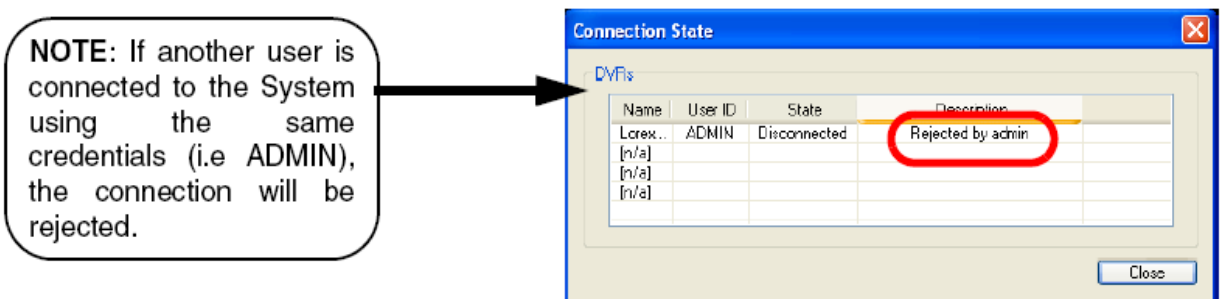 NOTE: If another user is
connected to the System
using the same
credentials (i.e ADMIN),
the connection will be
rejected.
Connection State
DVRs
Name User ID State Description
Lorex... ADMIN Disconnected Rejected by admin
[n/a]
[n/a]
[n/a]
Close